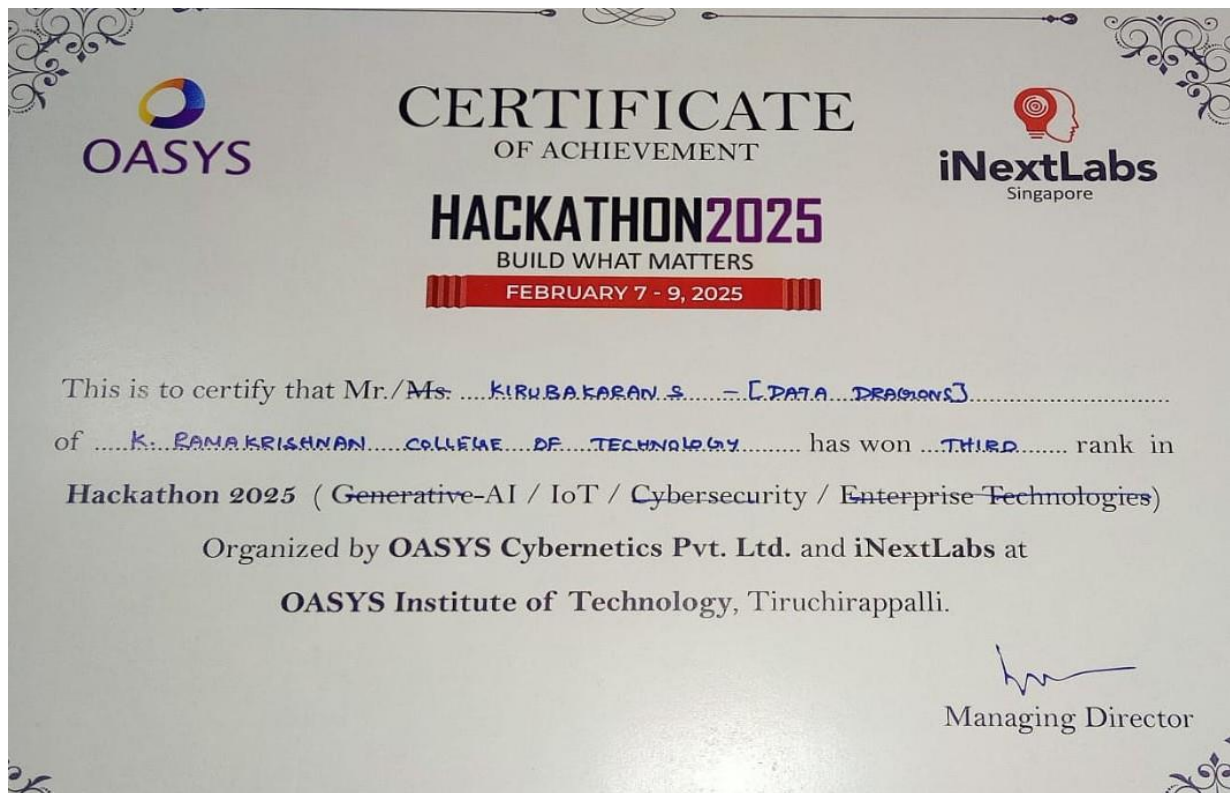 OASYS
CERTIFICATE
OF ACHIEVEMENT
iNextLabs
Singapore
HACKATHON2025
BUILD WHAT MATTERS
FEBRUARY 7 - 9, 2025
This is to certify that Mr./Ms. KIRUBAKARAN S - [DATA DRAGONS]
of K. RAMAKRISHNAN COLLEGE OF TECHNOLOGY has won THIRD rank in
Hackathon 2025 ( Generative-AI / IoT / Cybersecurity / Enterprise Technologies)
Organized by OASYS Cybernetics Pvt. Ltd. and iNextLabs at
OASYS Institute of Technology, Tiruchirappalli.
Managing Director